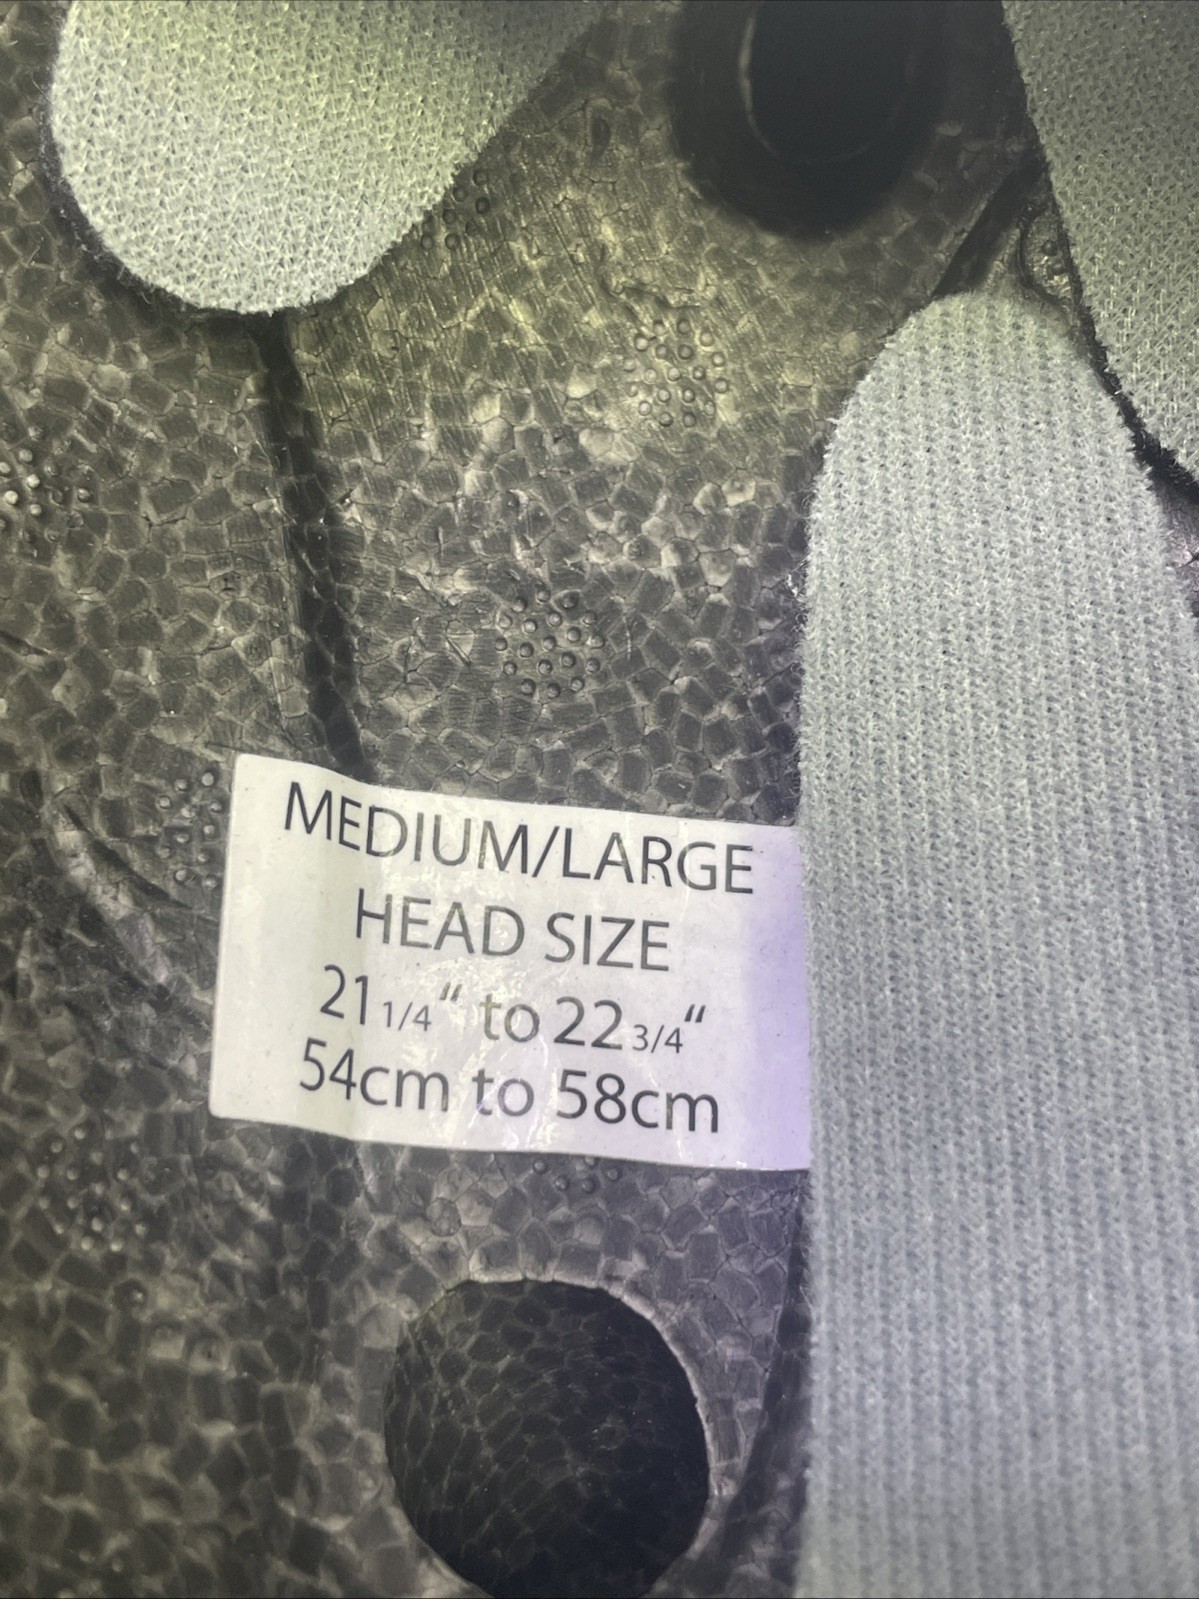 MEDIUM/LARGE
HEAD SIZE
21 1/4“ to 22 3/4“
54cm to 58cm